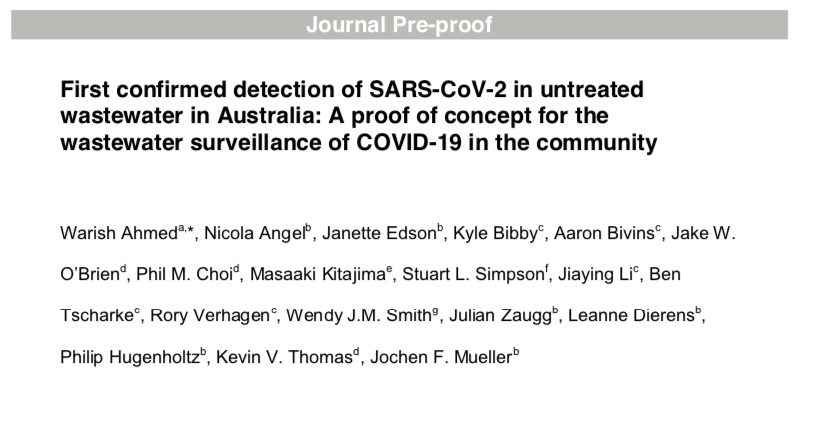 Journal Pre-proof
First confirmed detection of SARS-CoV-2 in untreated
wastewater in Australia: A proof of concept for the
wastewater surveillance of COVID-19 in the community
Warish Ahmedᵃ,*, Nicola Angelᵇ, Janette Edsonᵇ, Kyle Bibbyᶜ, Aaron Bivinsᶜ, Jake W.
O'Brienᵈ, Phil M. Choiᵈ, Masaaki Kitajimaᵉ, Stuart L. Simpsonᶠ, Jiaying Liᶜ, Ben
Tscharkeᶜ, Rory Verhagenᶜ, Wendy J.M. Smithᵍ, Julian Zauggᵇ, Leanne Dierensᵇ,
Philip Hugenholtzᵇ, Kevin V. Thomasᵈ, Jochen F. Muellerᵇ